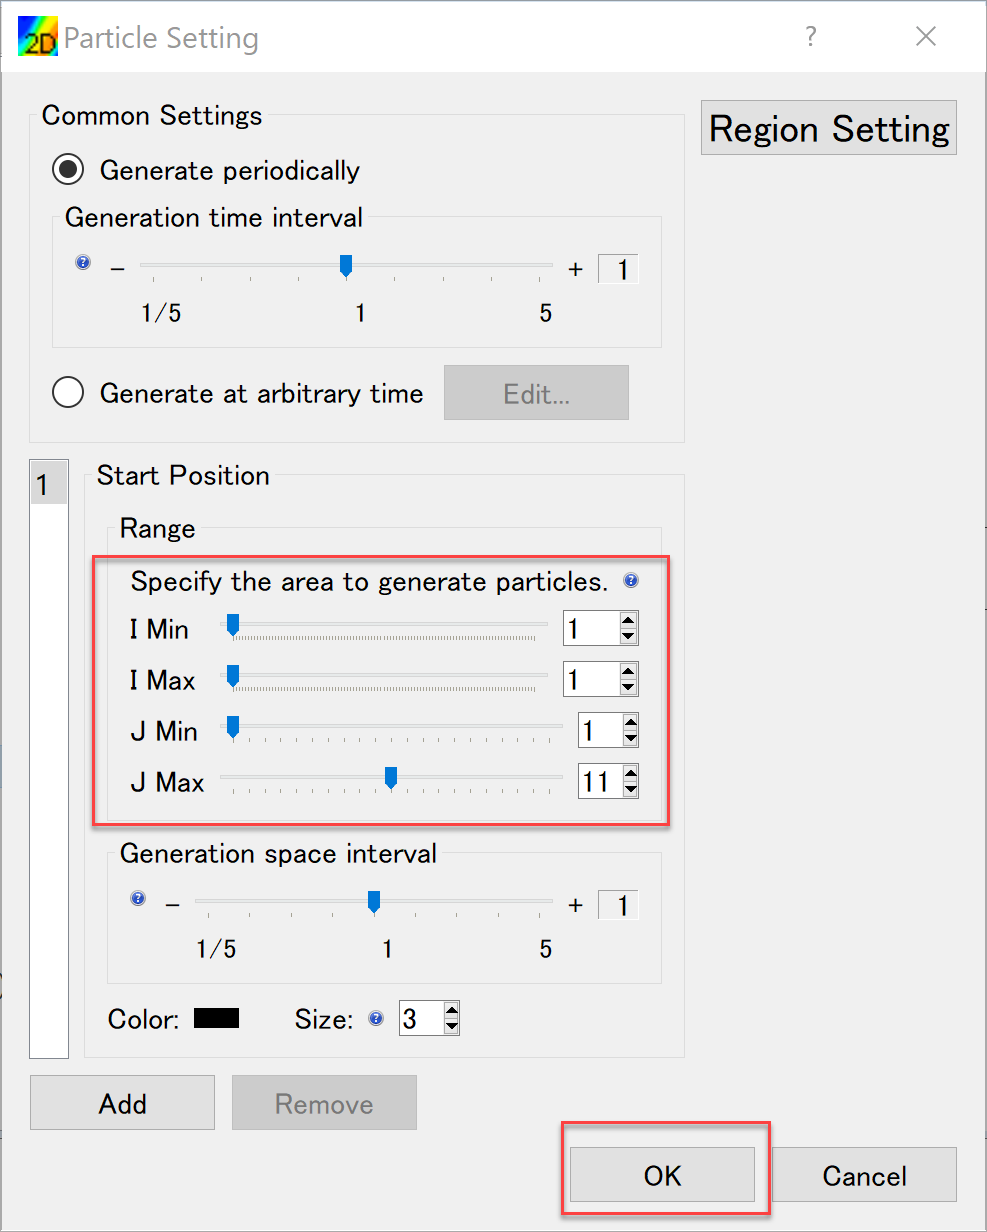 2D Particle Setting ?
Common Settings
Region Setting
Generate periodically
Generation time interval
? − + 1
1/5 1 5
Generate at arbitrary time Edit...
1
Start Position
Range
Specify the area to generate particles. ?
I Min 1
I Max 1
J Min 1
J Max 11
Generation space interval
? − + 1
1/5 1 5
Color: Size: ? 3
Add Remove
OK Cancel